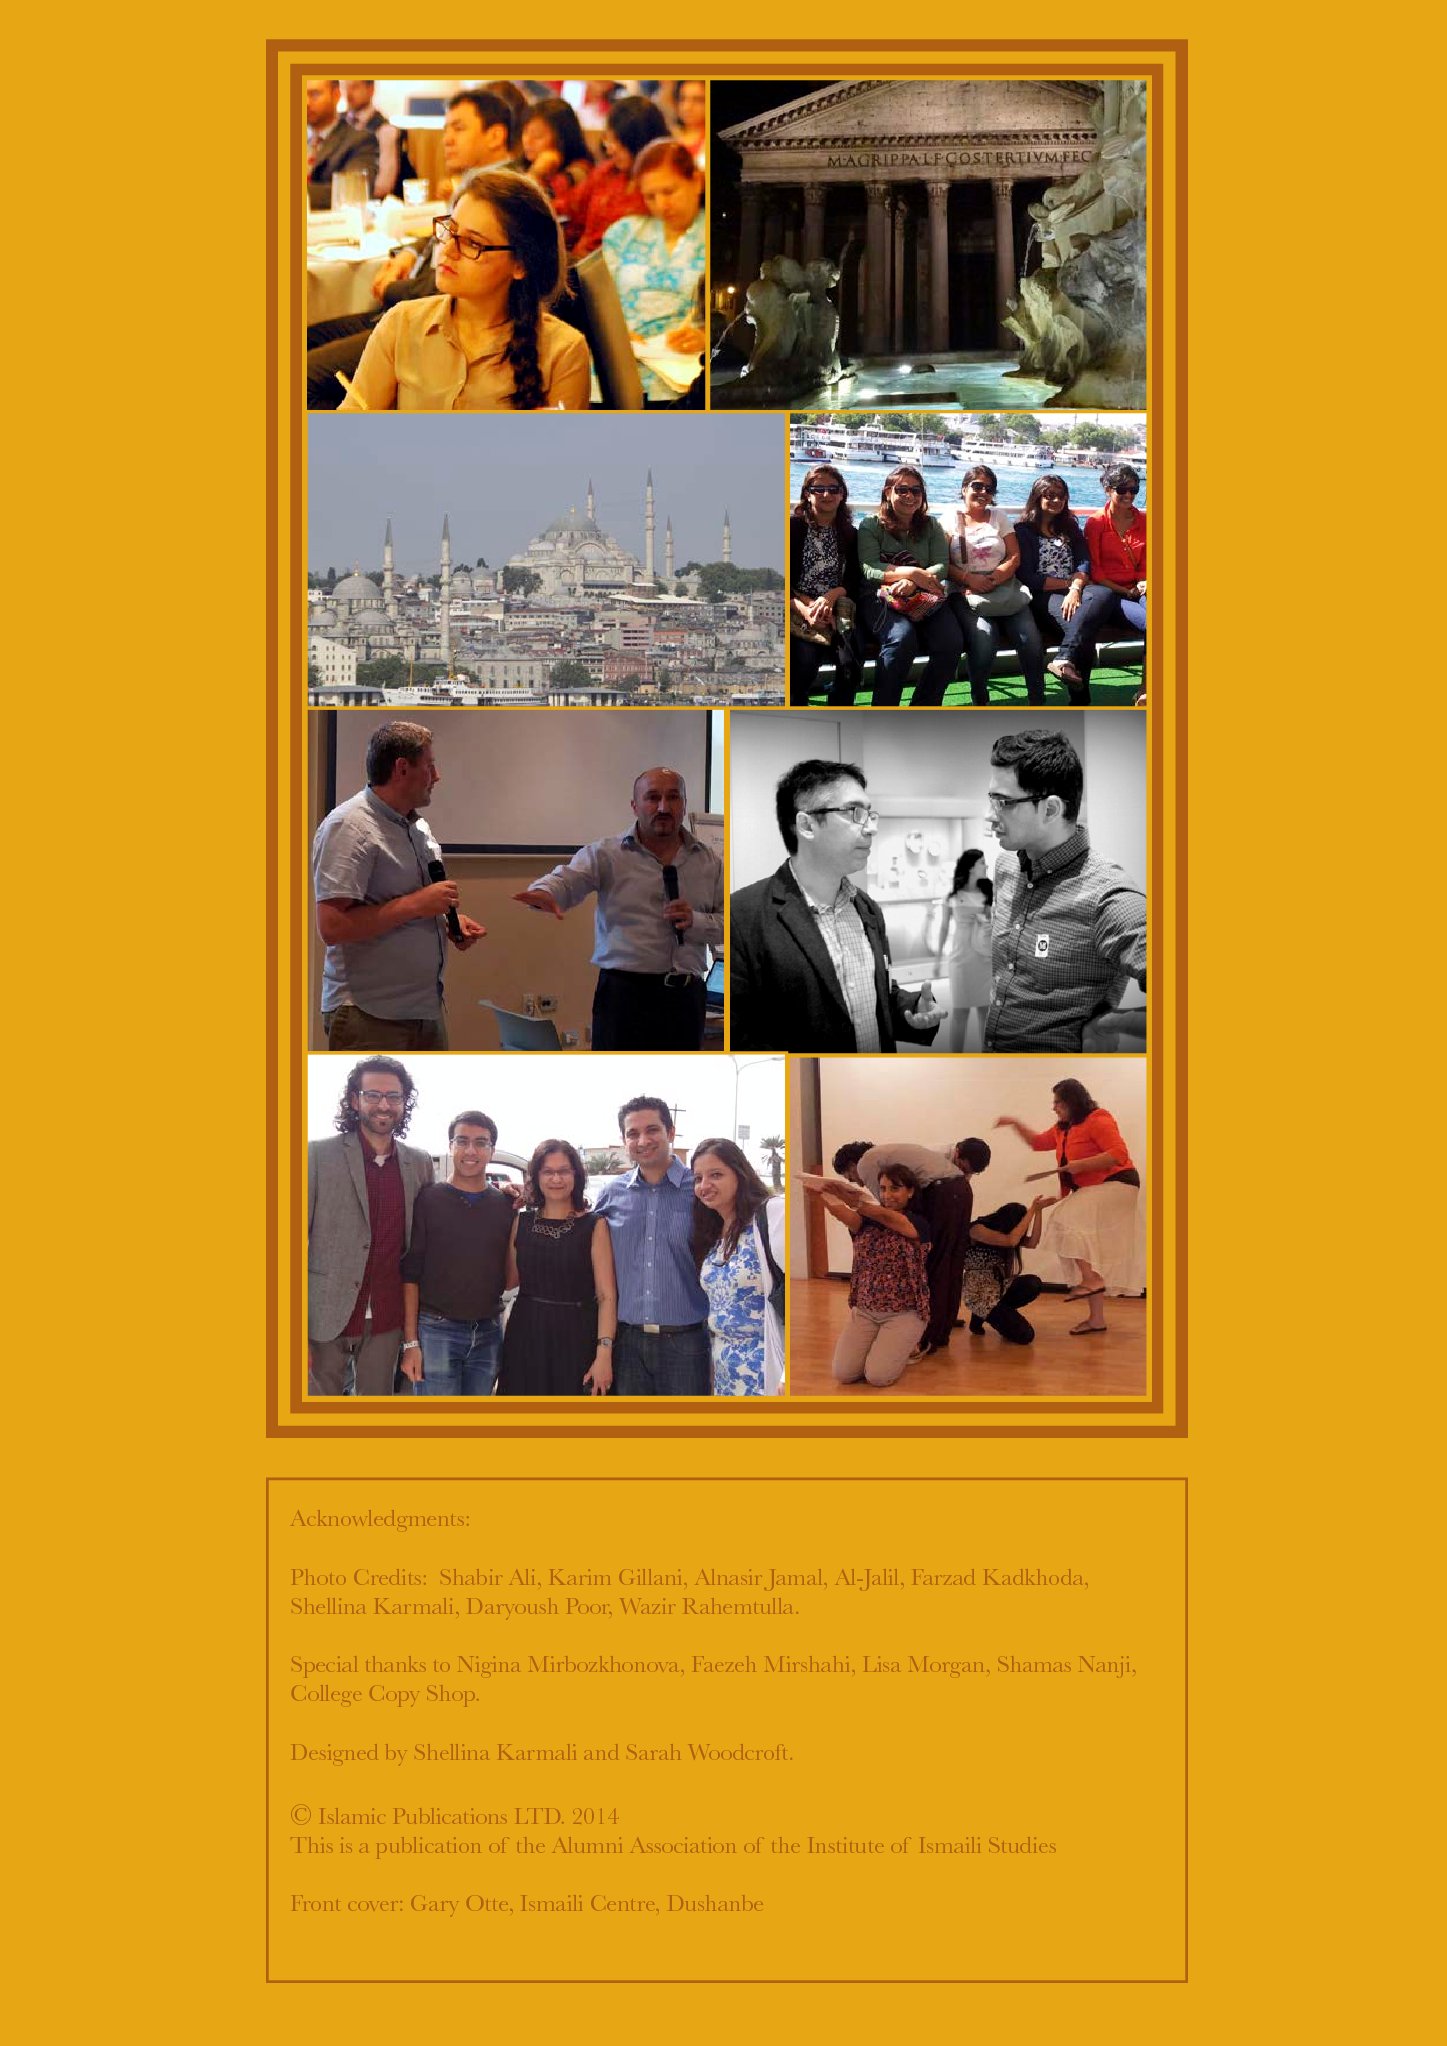 M·AGRIPPA·L·F·COS·TERTIVM·FEC
Acknowledgments:
Photo Credits:  Shabir Ali, Karim Gillani, Alnasir Jamal, Al-Jalil, Farzad Kadkhoda,
Shellina Karmali, Daryoush Poor, Wazir Rahemtulla.
Special thanks to Nigina Mirbozkhonova, Faezeh Mirshahi, Lisa Morgan, Shamas Nanji,
College Copy Shop.
Designed by Shellina Karmali and Sarah Woodcroft.
© Islamic Publications LTD. 2014
This is a publication of the Alumni Association of the Institute of Ismaili Studies
Front cover: Gary Otte, Ismaili Centre, Dushanbe